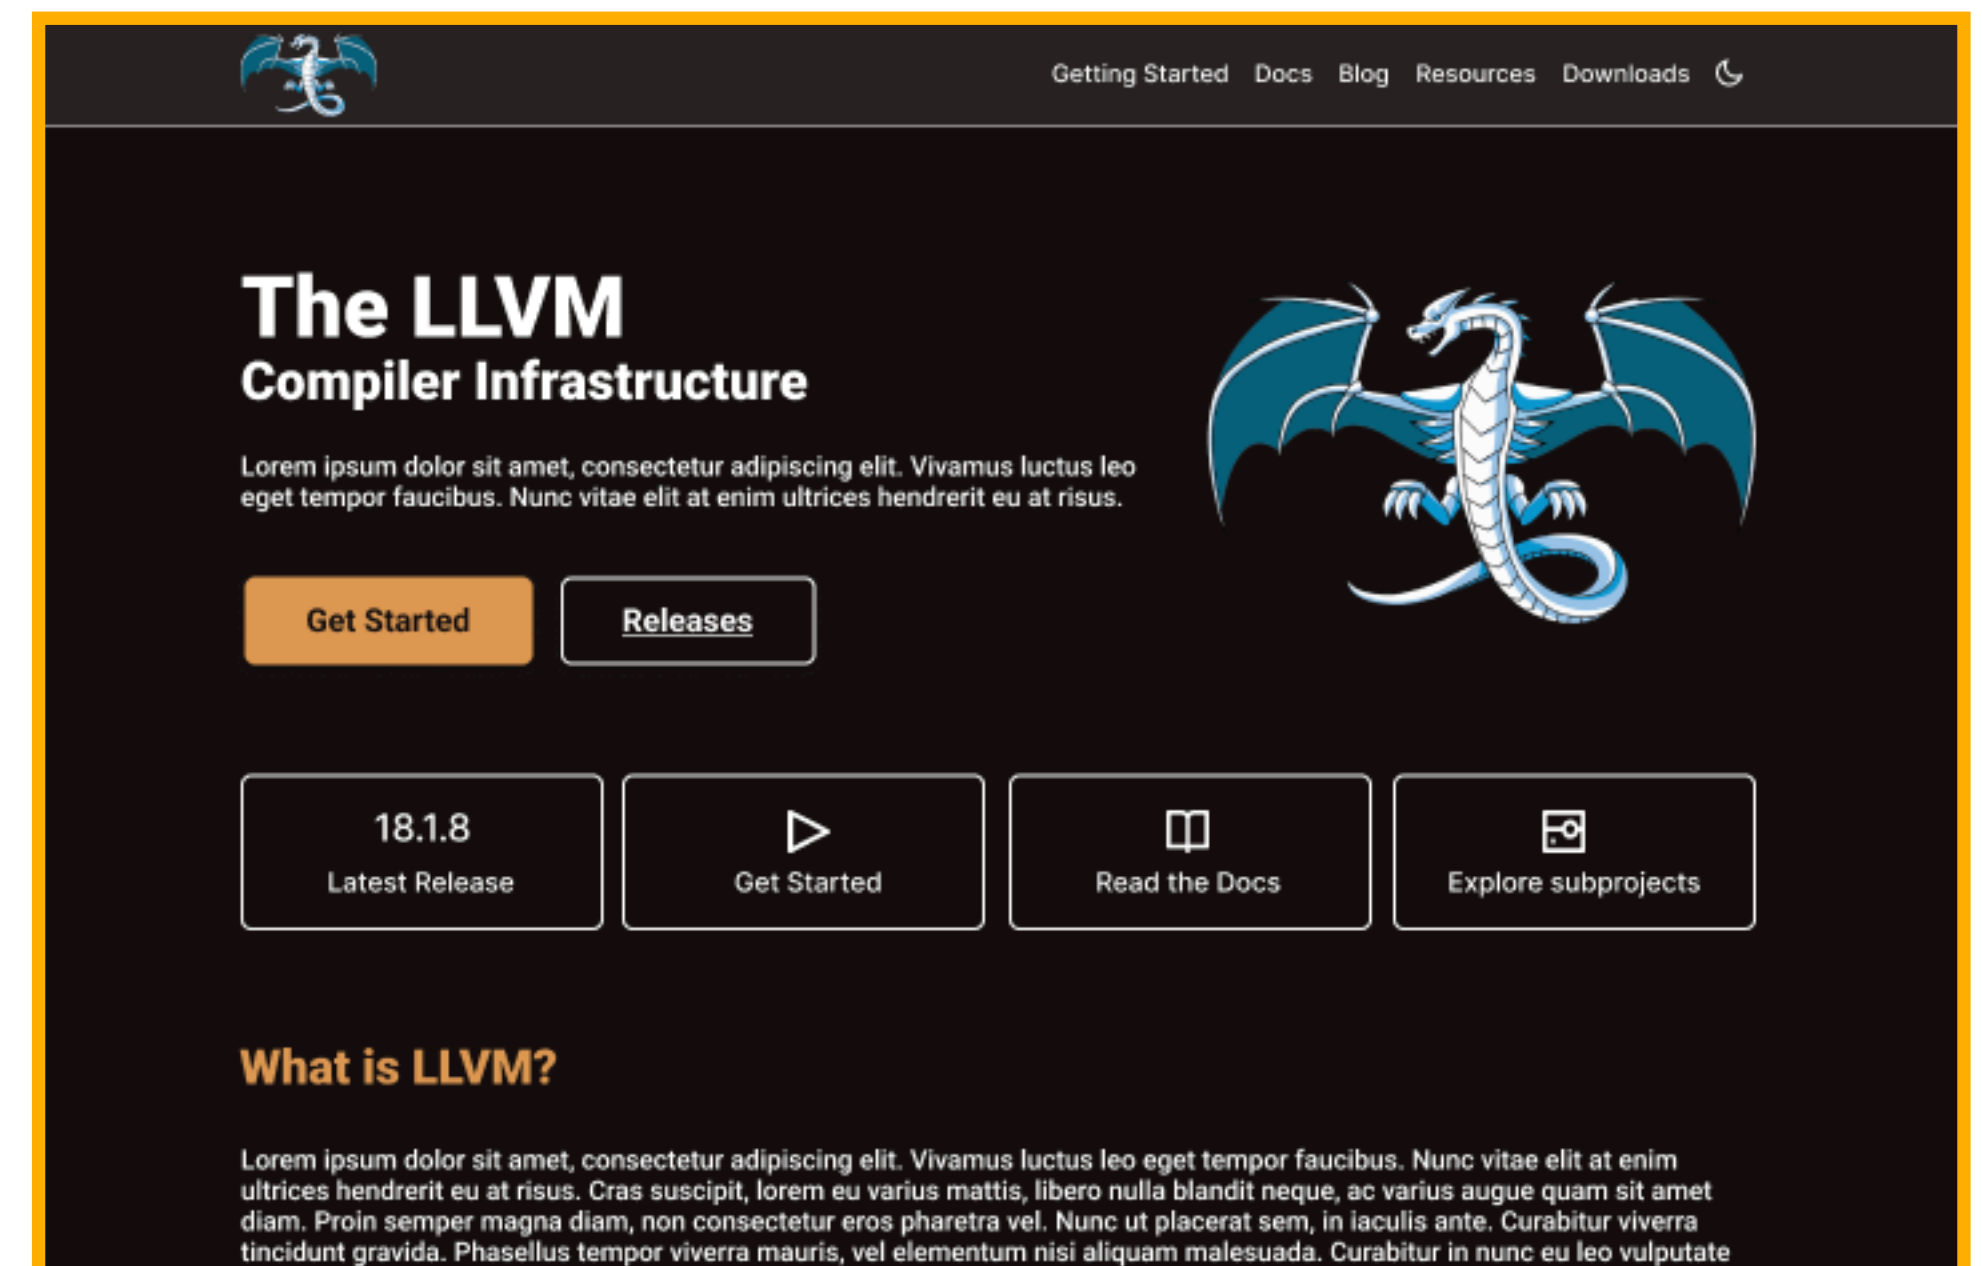 Getting Started Docs Blog Resources Downloads
The LLVM
Compiler Infrastructure
Lorem ipsum dolor sit amet, consectetur adipiscing elit. Vivamus luctus leo
eget tempor faucibus. Nunc vitae elit at enim ultrices hendrerit eu at risus.
Get Started Releases
18.1.8
Latest Release Get Started Read the Docs Explore subprojects
What is LLVM?
Lorem ipsum dolor sit amet, consectetur adipiscing elit. Vivamus luctus leo eget tempor faucibus. Nunc vitae elit at enim
ultrices hendrerit eu at risus. Cras suscipit, lorem eu varius mattis, libero nulla blandit neque, ac varius augue quam sit amet
diam. Proin semper magna diam, non consectetur eros pharetra vel. Nunc ut placerat sem, in iaculis ante. Curabitur viverra
tincidunt gravida. Phasellus tempor viverra mauris, vel elementum nisi aliquam malesuada. Curabitur in nunc eu leo vulputate